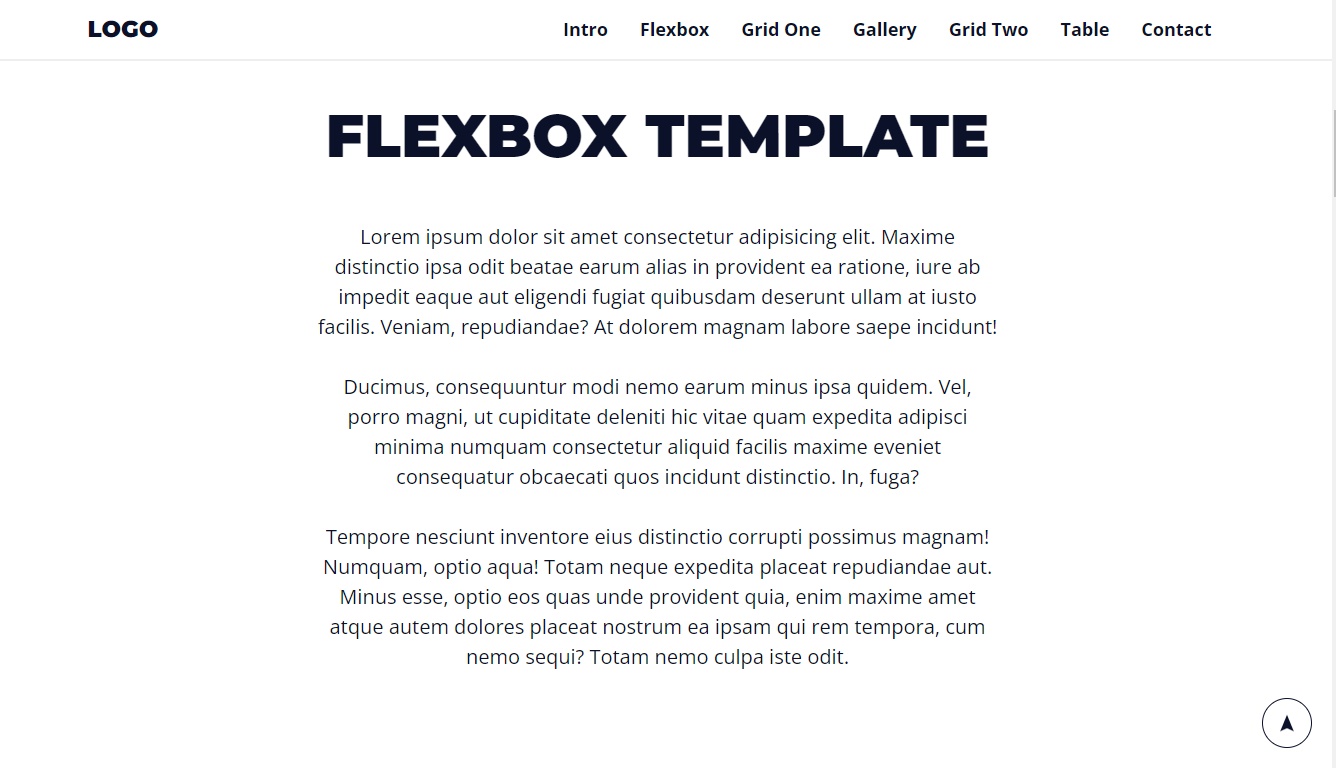 LOGO
Intro Flexbox Grid One Gallery Grid Two Table Contact
FLEXBOX TEMPLATE
Lorem ipsum dolor sit amet consectetur adipisicing elit. Maxime
distinctio ipsa odit beatae earum alias in provident ea ratione, iure ab
impedit eaque aut eligendi fugiat quibusdam deserunt ullam at iusto
facilis. Veniam, repudiandae? At dolorem magnam labore saepe incidunt!
Ducimus, consequuntur modi nemo earum minus ipsa quidem. Vel,
porro magni, ut cupiditate deleniti hic vitae quam expedita adipisci
minima numquam consectetur aliquid facilis maxime eveniet
consequatur obcaecati quos incidunt distinctio. In, fuga?
Tempore nesciunt inventore eius distinctio corrupti possimus magnam!
Numquam, optio aqua! Totam neque expedita placeat repudiandae aut.
Minus esse, optio eos quas unde provident quia, enim maxime amet
atque autem dolores placeat nostrum ea ipsam qui rem tempora, cum
nemo sequi? Totam nemo culpa iste odit.